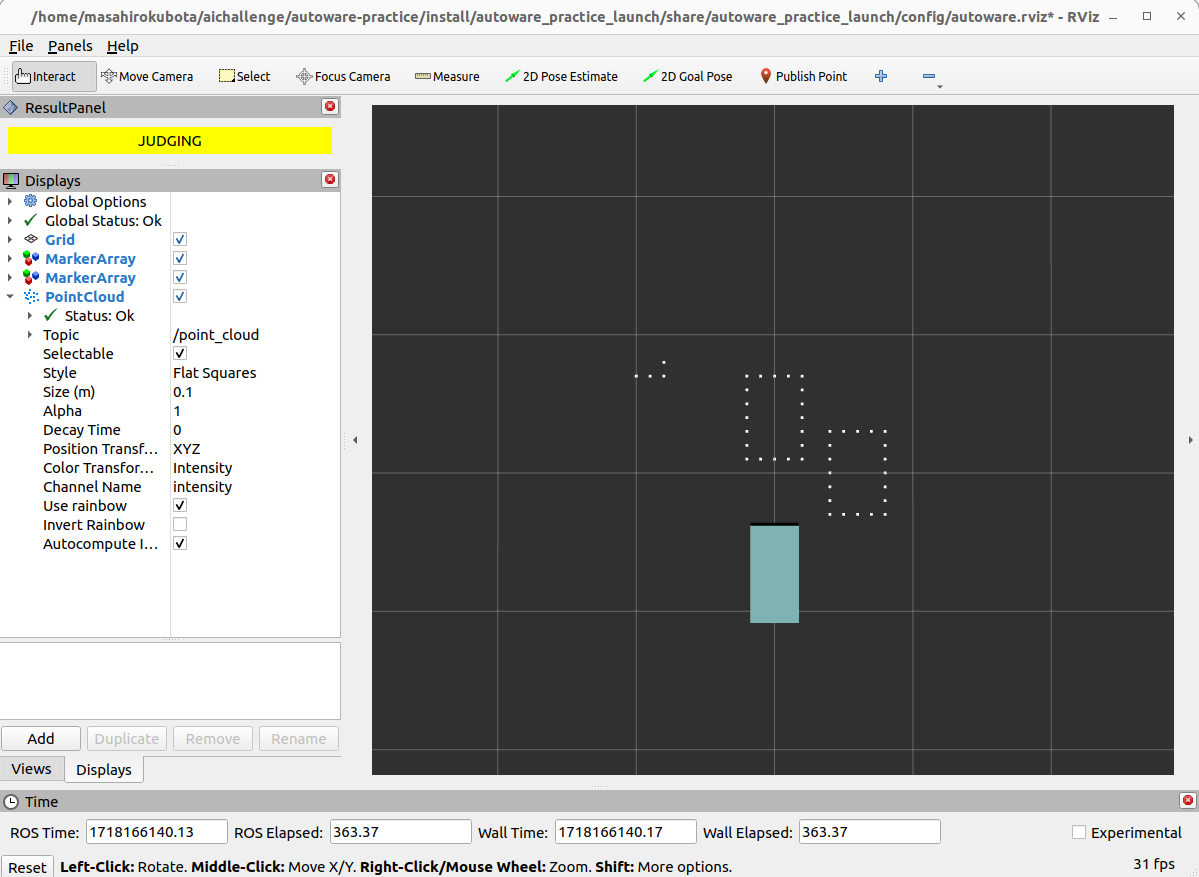 /home/masahirokubota/aichallenge/autoware-practice/install/autoware_practice_launch/share/autoware_practice_launch/config/autoware.rviz* - RViz
File Panels Help
Interact Move Camera Select Focus Camera Measure 2D Pose Estimate 2D Goal Pose Publish Point
ResultPanel
JUDGING
Displays
Global Options
Global Status: Ok
Grid
MarkerArray
MarkerArray
PointCloud
Status: Ok
Topic /point_cloud
Selectable
Style Flat Squares
Size (m) 0.1
Alpha 1
Decay Time 0
Position Transf... XYZ
Color Transfor... Intensity
Channel Name intensity
Use rainbow
Invert Rainbow
Autocompute I...
Add Duplicate Remove Rename
Views Displays
Time
ROS Time: 1718166140.13 ROS Elapsed: 363.37 Wall Time: 1718166140.17 Wall Elapsed: 363.37 Experimental
Reset Left-Click: Rotate. Middle-Click: Move X/Y. Right-Click/Mouse Wheel: Zoom. Shift: More options. 31 fps